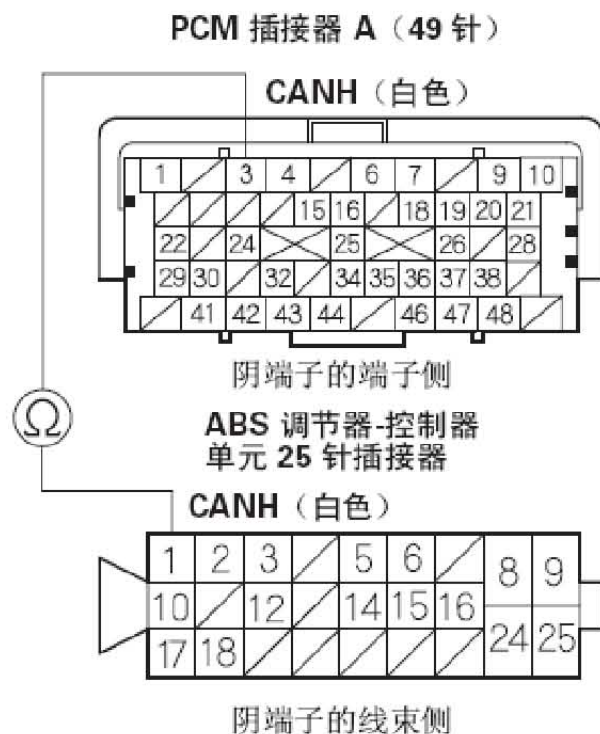 PCM 插接器 A（49 针）
CANH（白色）
1 3 4 6 7 9 10
15 16 18 19 20 21
22 24 25 26 28
29 30 32 34 35 36 37 38
41 42 43 44 46 47 48
阴端子的端子侧
Ω
ABS 调节器-控制器
单元 25 针插接器
CANH（白色）
1 2 3 5 6 8 9
10 12 14 15 16
17 18 24 25
阴端子的线束侧